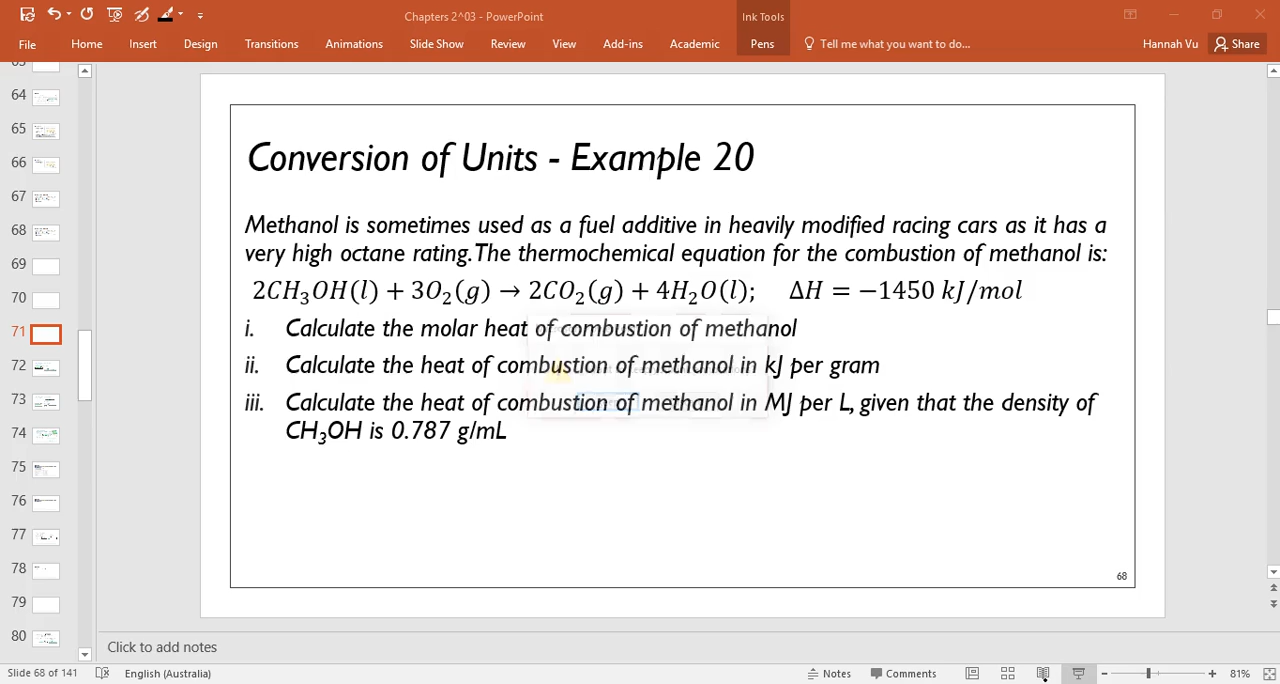 Chapters 2^03 - PowerPoint
Ink Tools
File Home Insert Design Transitions Animations Slide Show Review View Add-ins Academic Pens Tell me what you want to do... Hannah Vu Share
64
65
66
67
68
69
70
71
72
73
74
75
76
77
78
79
80
Conversion of Units - Example 20
Methanol is sometimes used as a fuel additive in heavily modified racing cars as it has a
very high octane rating. The thermochemical equation for the combustion of methanol is:
2CH₃OH(l) + 3O₂(g) → 2CO₂(g) + 4H₂O(l); ΔH = −1450 kJ/mol
i. Calculate the molar heat of combustion of methanol
ii. Calculate the heat of combustion of methanol in kJ per gram
iii. Calculate the heat of combustion of methanol in MJ per L, given that the density of
CH₃OH is 0.787 g/mL
68
Click to add notes
Slide 68 of 141 English (Australia) Notes Comments 81%